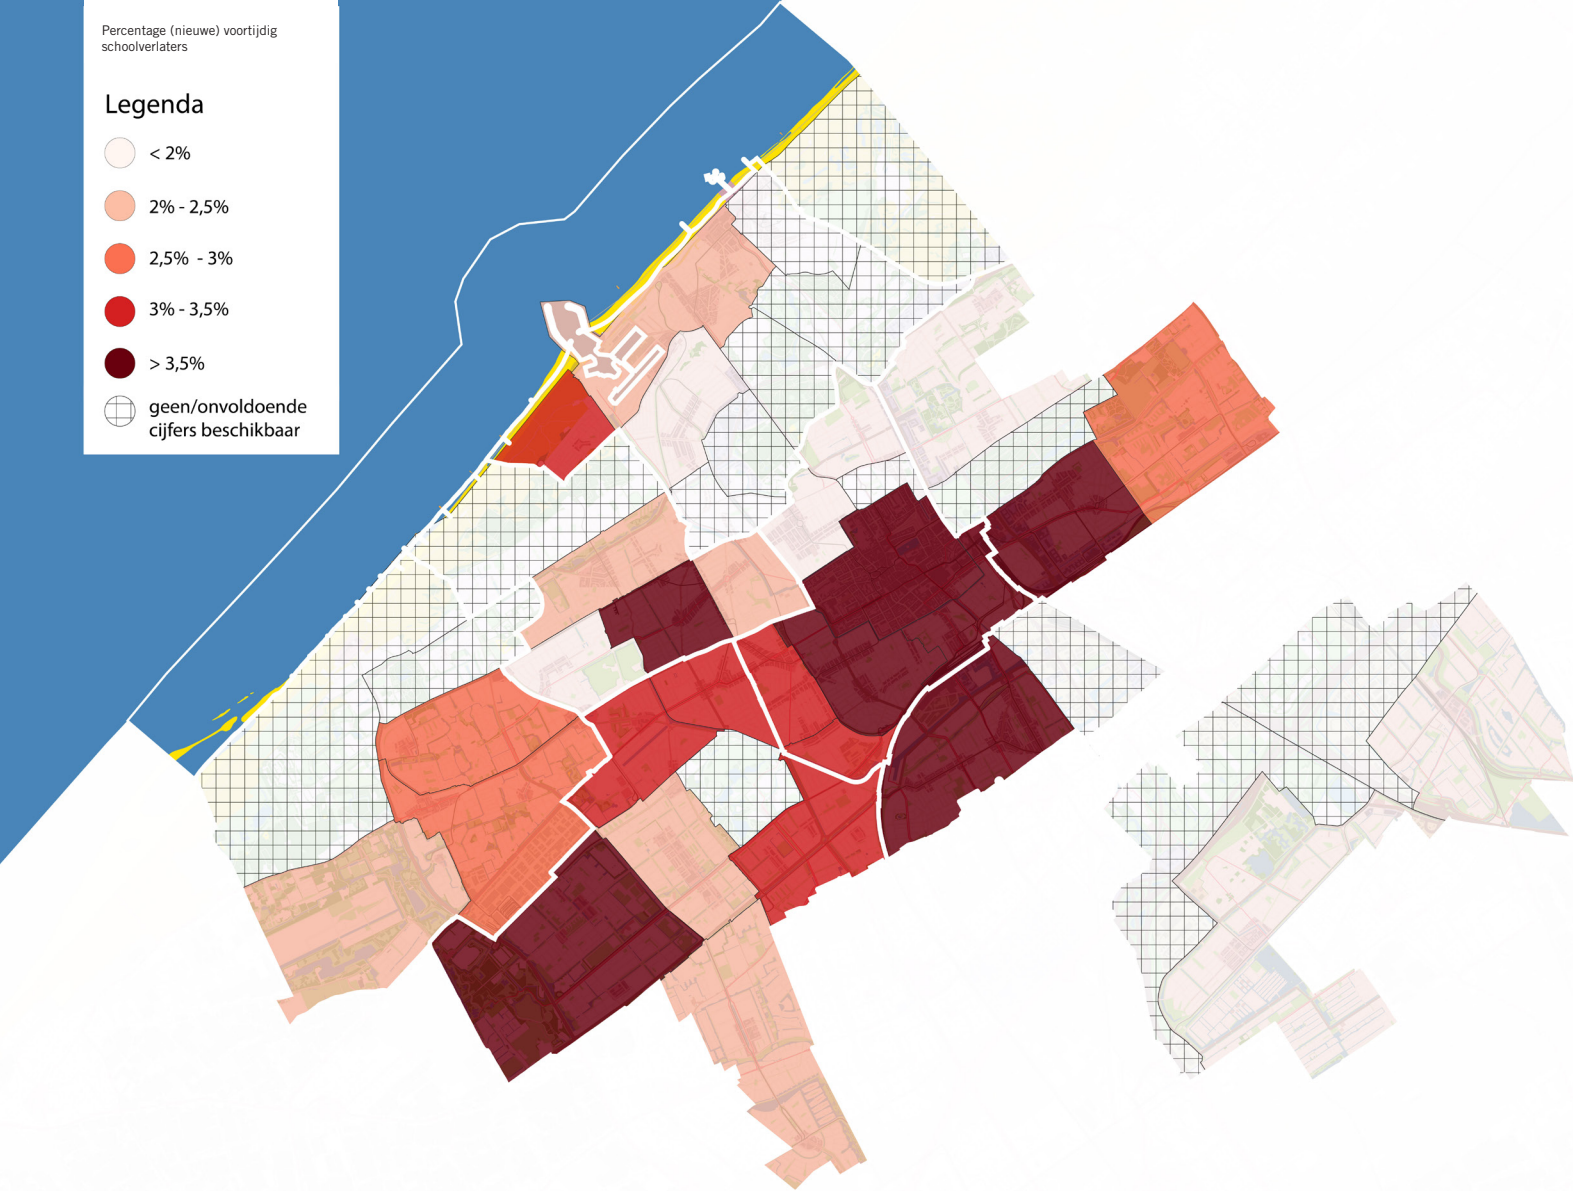 Percentage (nieuwe) voortijdig
schoolverlaters
Legenda
< 2%
2% - 2,5%
2,5%  - 3%
3% - 3,5%
> 3,5%
geen/onvoldoende
cijfers beschikbaar